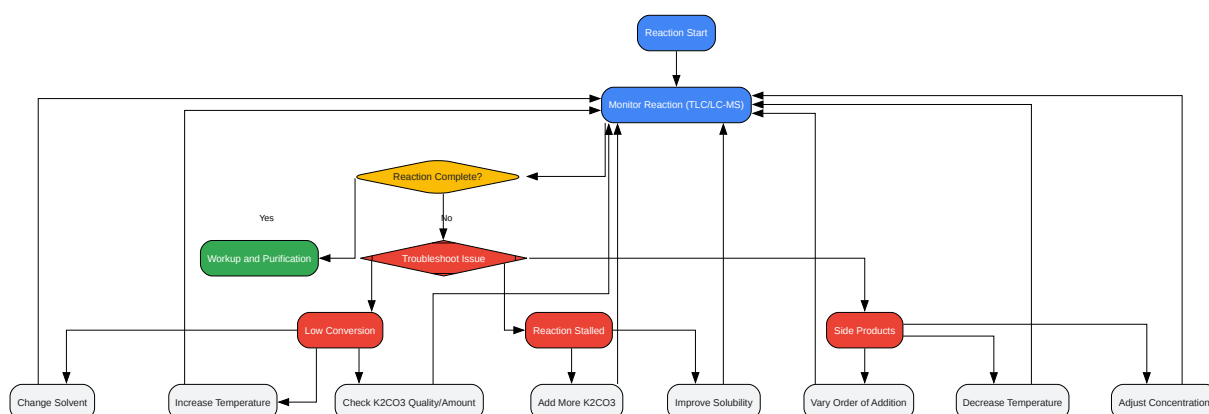 Reaction Start
Monitor Reaction (TLC/LC-MS)
Reaction Complete?
Yes
No
Workup and Purification
Troubleshoot Issue
Low Conversion
Reaction Stalled
Side Products
Change Solvent
Increase Temperature
Check K2CO3 Quality/Amount
Add More K2CO3
Improve Solubility
Vary Order of Addition
Decrease Temperature
Adjust Concentration